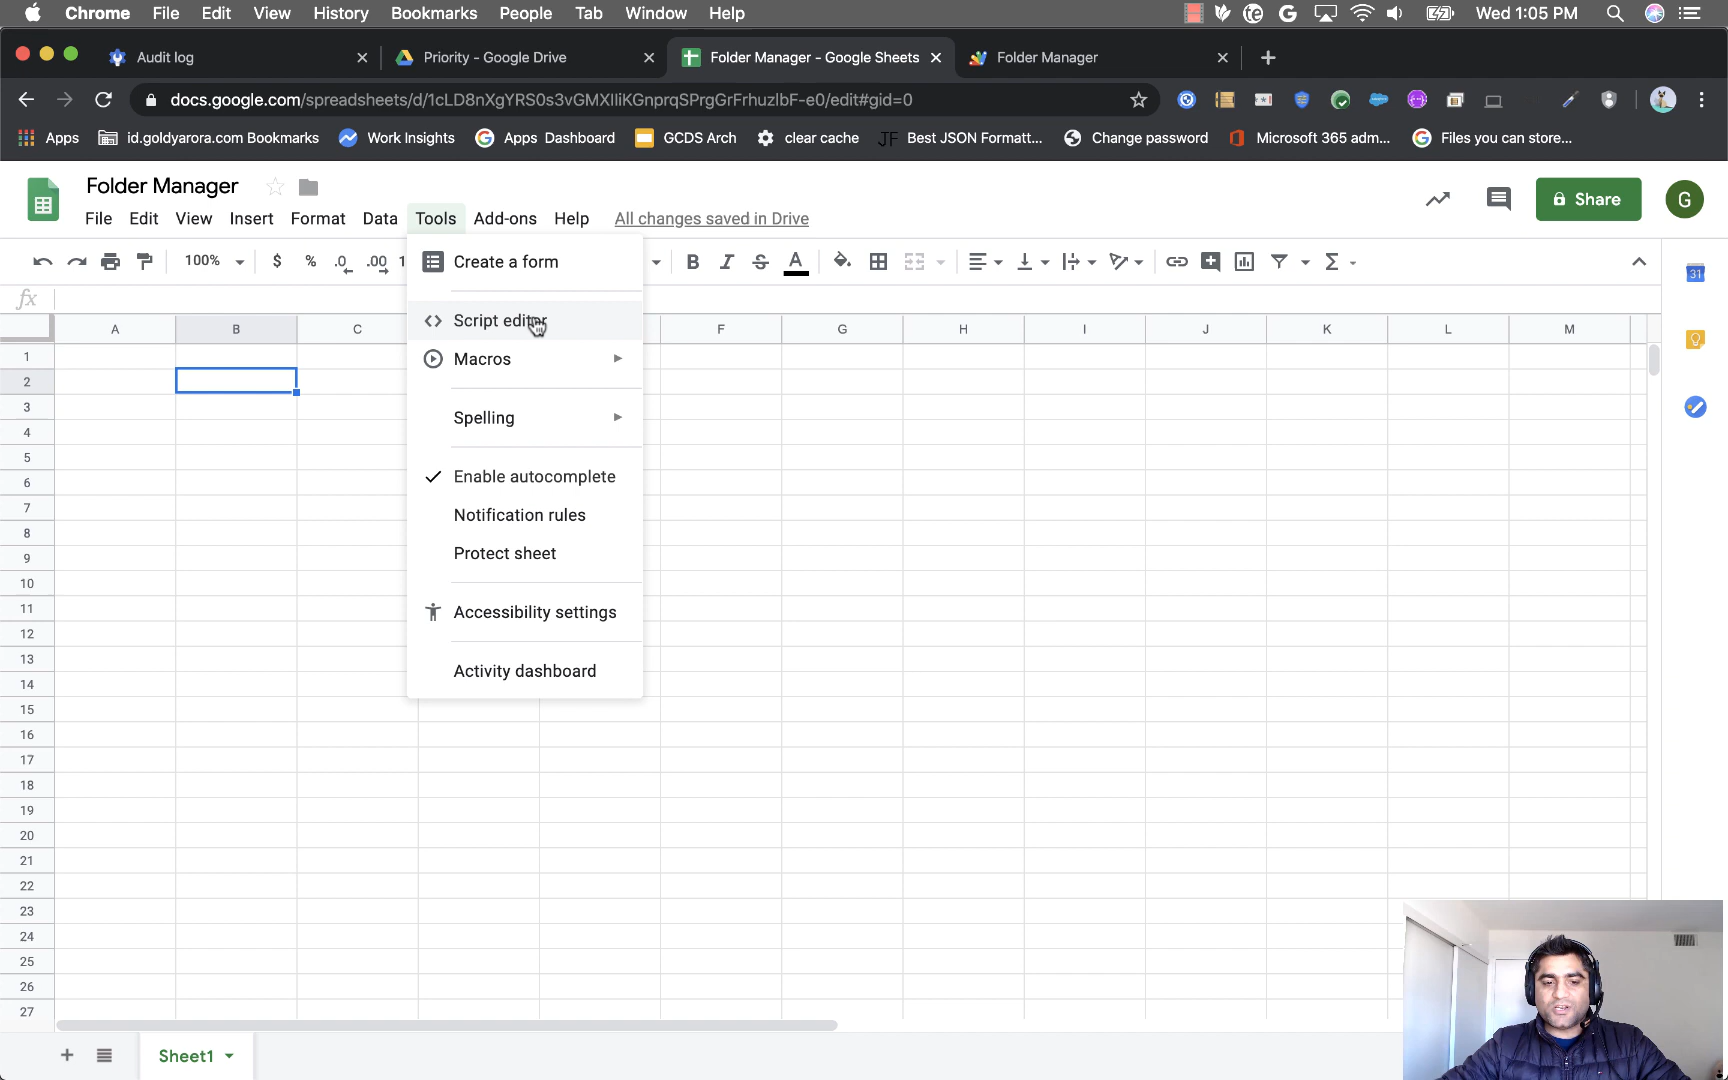 Chrome File Edit View History Bookmarks People Tab Window Help Wed 1:05 PM
Audit log Priority - Google Drive Folder Manager - Google Sheets Folder Manager
docs.google.com/spreadsheets/d/1cLD8nXgYRS0s3vGMXIliKGnprqSPrgGrFrhuzlbF-e0/edit#gid=0
Apps id.goldyarora.com Bookmarks Work Insights Apps Dashboard GCDS Arch clear cache JF Best JSON Formatt... Change password Microsoft 365 adm... Files you can store...
Folder Manager
Share G
File Edit View Insert Format Data Tools Add-ons Help All changes saved in Drive
100% $ % .0 .00 1 B I S A Σ
31
fx
A B C F G H I J K L M
1
2
3
4
5
6
7
8
9
10
11
12
13
14
15
16
17
18
19
20
21
22
23
24
25
26
27
Create a form
Script editor
Macros
Spelling
Enable autocomplete
Notification rules
Protect sheet
Accessibility settings
Activity dashboard
Sheet1